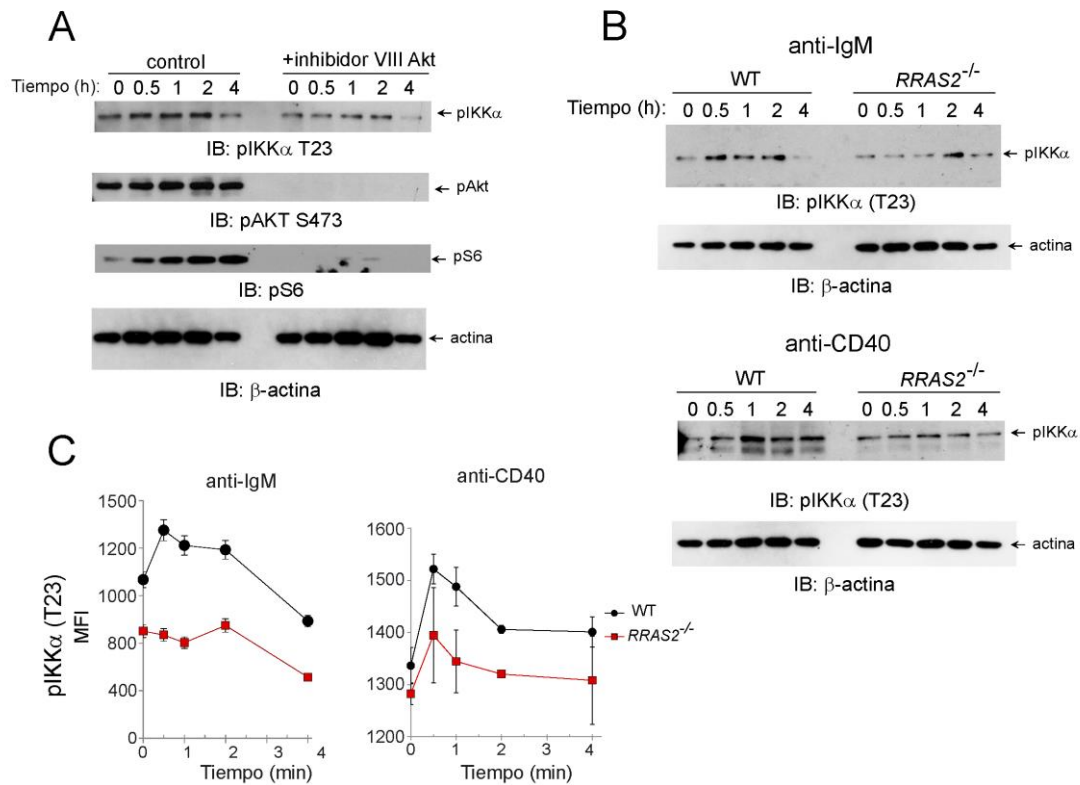 A
control +inhibidor VIII Akt
Tiempo (h): 0 0.5 1 2 4 0 0.5 1 2 4
pIKKα
IB: pIKKα T23
pAkt
IB: pAKT S473
pS6
IB: pS6
actina
IB: β-actina
B
anti-IgM
WT RRAS2-/-
Tiempo (h): 0 0.5 1 2 4 0 0.5 1 2 4
pIKKα
IB: pIKKα (T23)
actina
IB: β-actina
anti-CD40
WT RRAS2-/-
0 0.5 1 2 4 0 0.5 1 2 4
pIKKα
IB: pIKKα (T23)
actina
IB: β-actina
C
anti-IgM
pIKKα (T23)
MFI
1500
1200
1000
800
400
0
0 1 2 3 4
Tiempo (min)
anti-CD40
1600
1500
1400
1300
1200
0 1 2 3 4
Tiempo (min)
WT
RRAS2-/-